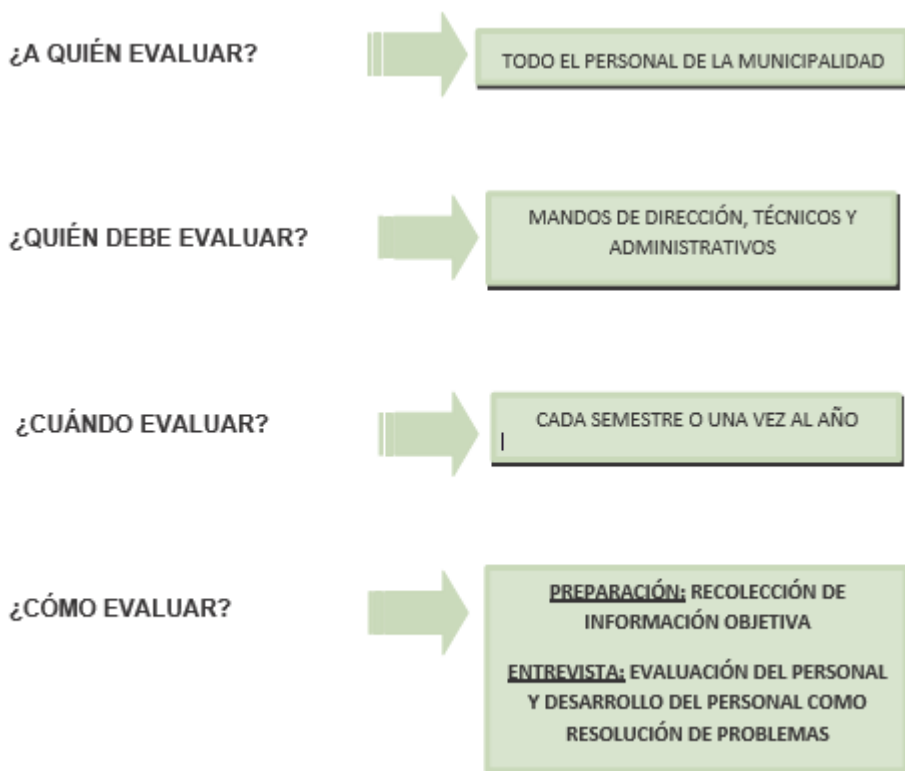 ¿A QUIÉN EVALUAR?
TODO EL PERSONAL DE LA MUNICIPALIDAD
¿QUIÉN DEBE EVALUAR?
MANDOS DE DIRECCIÓN, TÉCNICOS Y
ADMINISTRATIVOS
¿CUÁNDO EVALUAR?
CADA SEMESTRE O UNA VEZ AL AÑO
¿CÓMO EVALUAR?
PREPARACIÓN: RECOLECCIÓN DE
INFORMACIÓN OBJETIVA
ENTREVISTA: EVALUACIÓN DEL PERSONAL
Y DESARROLLO DEL PERSONAL COMO
RESOLUCIÓN DE PROBLEMAS